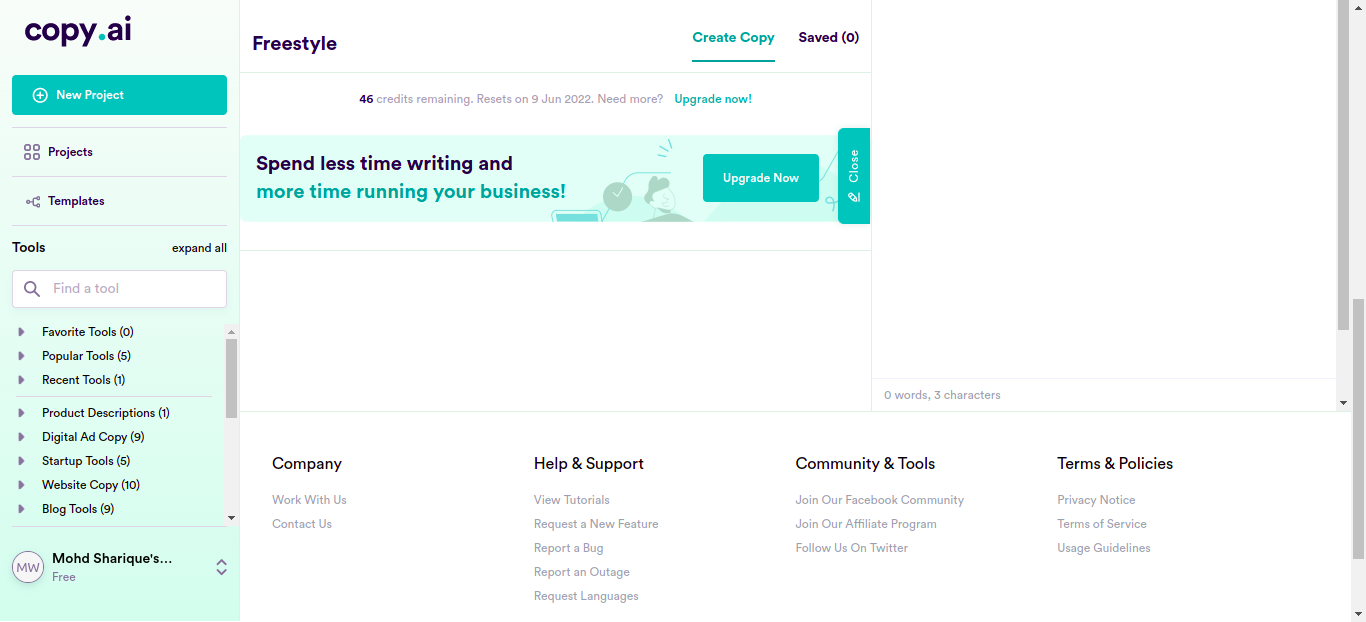 copy.ai
New Project
Projects
Templates
Tools
expand all
Find a tool
Favorite Tools (0)
Popular Tools (5)
Recent Tools (1)
Product Descriptions (1)
Digital Ad Copy (9)
Startup Tools (5)
Website Copy (10)
Blog Tools (9)
MW
Mohd Sharique's...
Free
Freestyle
Create Copy
Saved (0)
46 credits remaining. Resets on 9 Jun 2022. Need more? Upgrade now!
Spend less time writing and
more time running your business!
Upgrade Now
Close
0 words, 3 characters
Company
Work With Us
Contact Us
Help & Support
View Tutorials
Request a New Feature
Report a Bug
Report an Outage
Request Languages
Community & Tools
Join Our Facebook Community
Join Our Affiliate Program
Follow Us On Twitter
Terms & Policies
Privacy Notice
Terms of Service
Usage Guidelines